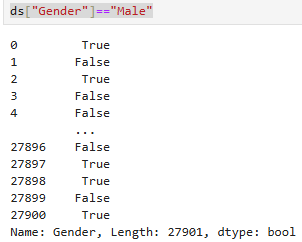 ds["Gender"]=="Male"
0         True
1        False
2         True
3        False
4        False
         ...
27896    False
27897     True
27898     True
27899    False
27900     True
Name: Gender, Length: 27901, dtype: bool